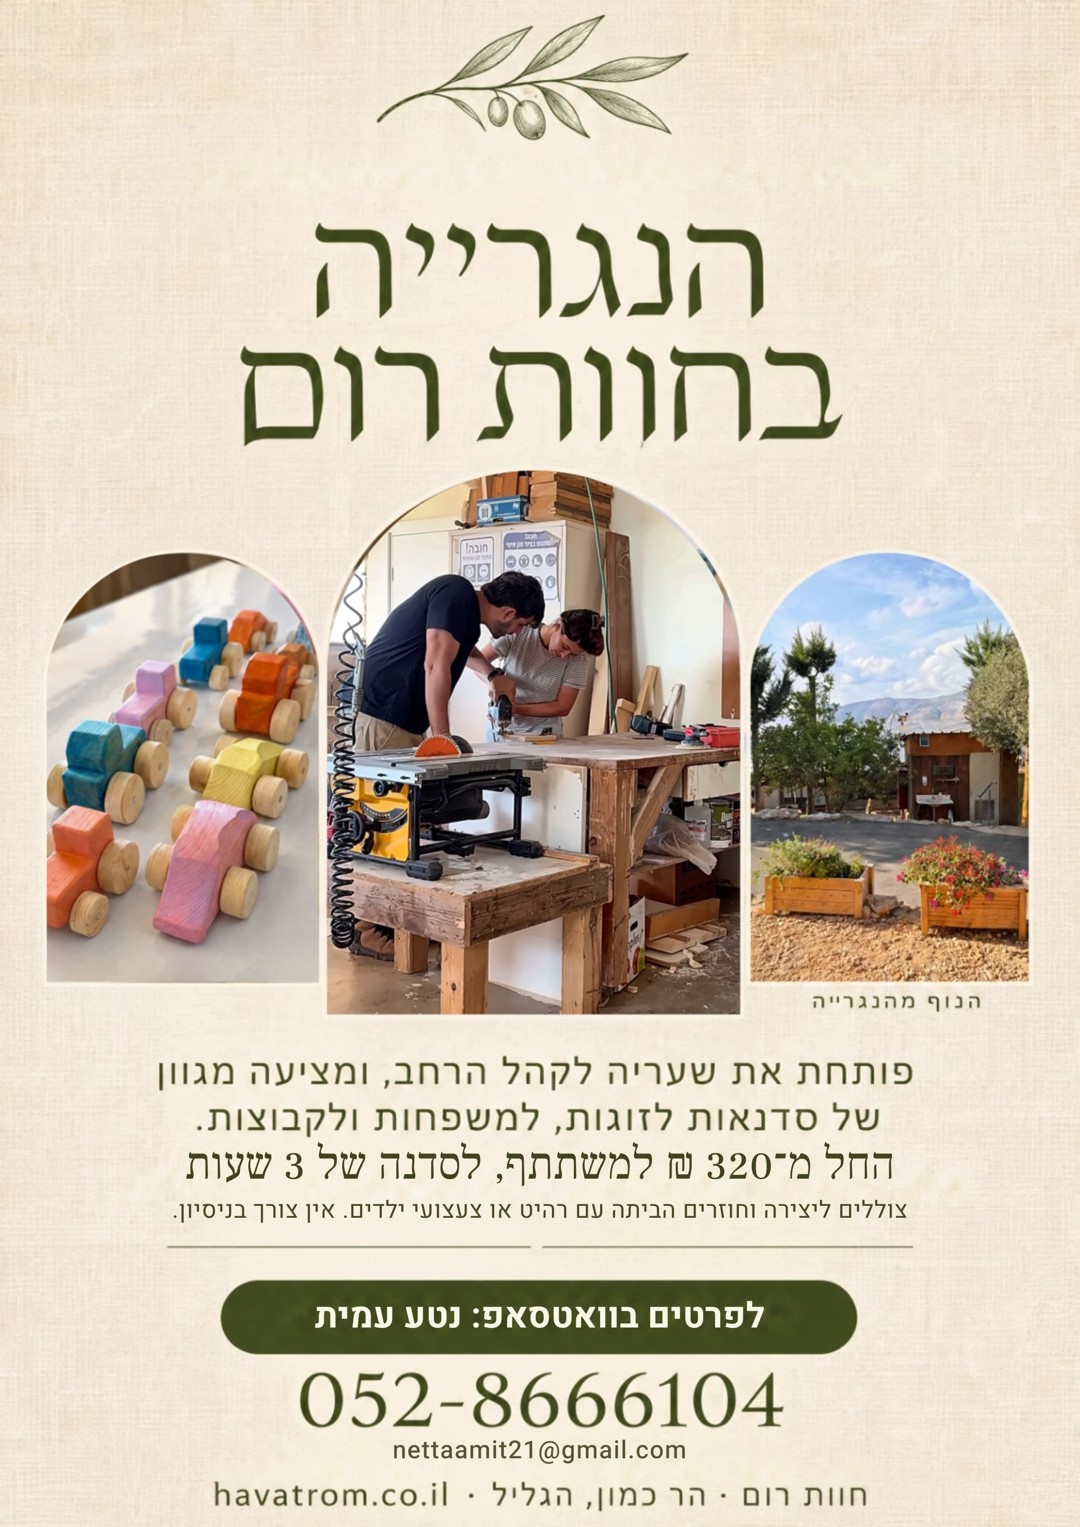 הנגרייה
בחוות רום
חובה!
חובה!
הנוף מהנגרייה
פותחת את שעריה לקהל הרחב, ומציעה מגוון
של סדנאות לזוגות, למשפחות ולקבוצות.
החל מ־320 ₪ למשתתף, לסדנה של 3 שעות
צוללים ליצירה וחוזרים הביתה עם רהיט או צעצועי ילדים. אין צורך בניסיון.
לפרטים בוואטסאפ: נטע עמית
052-8666104
nettaamit21@gmail.com
חוות רום · הר כמון, הגליל · havatrom.co.il